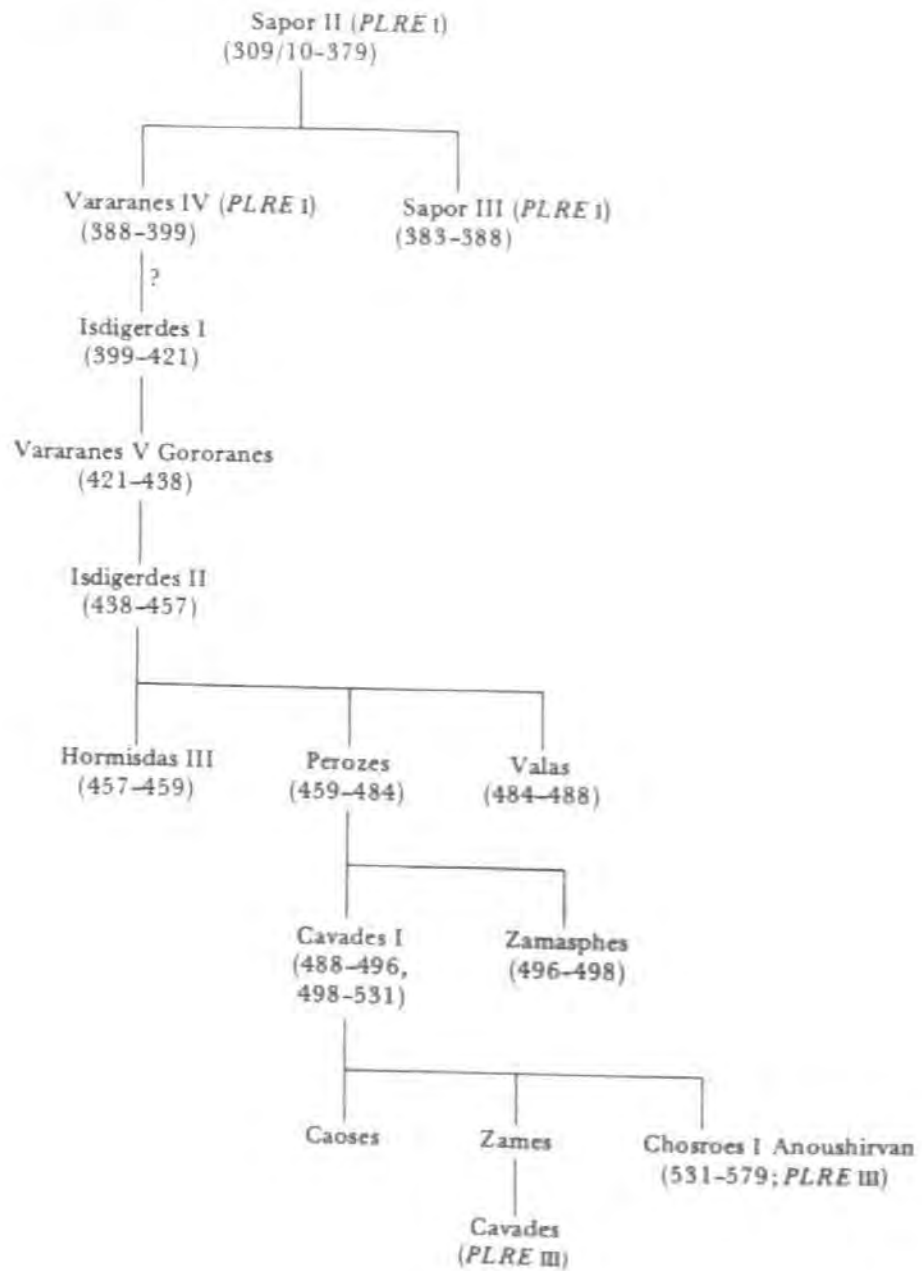 Sapor II (PLRE I)
(309/10–379)
Vararanes IV (PLRE I)
(388–399)
Sapor III (PLRE I)
(383–388)
?
Isdigerdes I
(399–421)
Vararanes V Gororanes
(421–438)
Isdigerdes II
(438–457)
Hormisdas III
(457–459)
Perozes
(459–484)
Valas
(484–488)
Cavades I
(488–496,
498–531)
Zamasphes
(496–498)
Caoses
Zames
Chosroes I Anoushirvan
(531–579; PLRE III)
Cavades
(PLRE III)